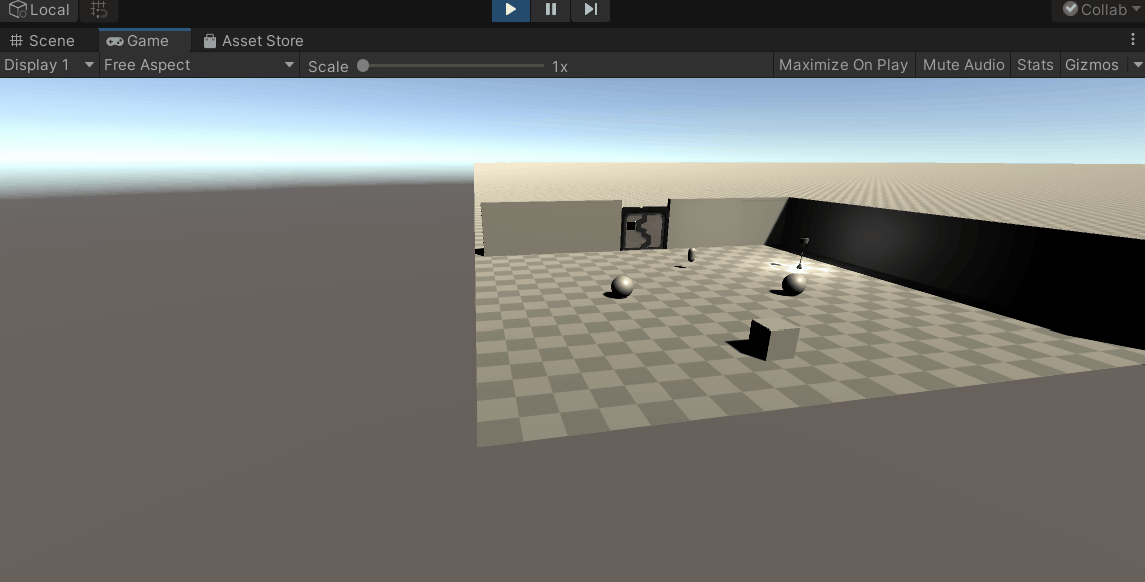 Local Collab
Scene Game Asset Store
Display 1 Free Aspect Scale 1x Maximize On Play Mute Audio Stats Gizmos